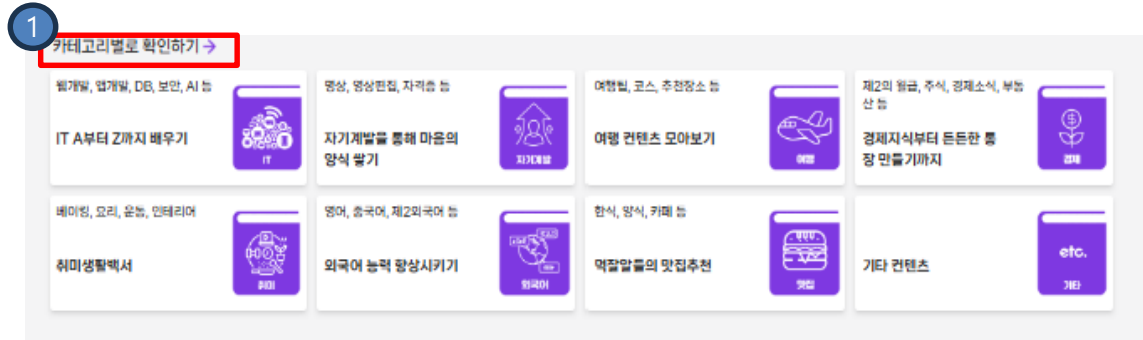 1
카테고리별로 확인하기 →
웹개발, 앱개발, DB, 보안, AI 등
IT A부터 Z까지 배우기
IT
명상, 영상편집, 자격증 등
자기계발을 통해 마음의
양식 쌓기
자기계발
여행팁, 코스, 추천장소 등
여행 컨텐츠 모아보기
여행
제2의 월급, 주식, 경제소식, 부동
산 등
경제지식부터 든든한 통
장 만들기까지
경제
베이킹, 요리, 운동, 인테리어
취미생활백서
취미
영어, 중국어, 제2외국어 등
외국어 능력 향상시키기
외국어
한식, 양식, 카페 등
먹잘알들의 맛집추천
맛집
기타 컨텐츠
etc.
기타